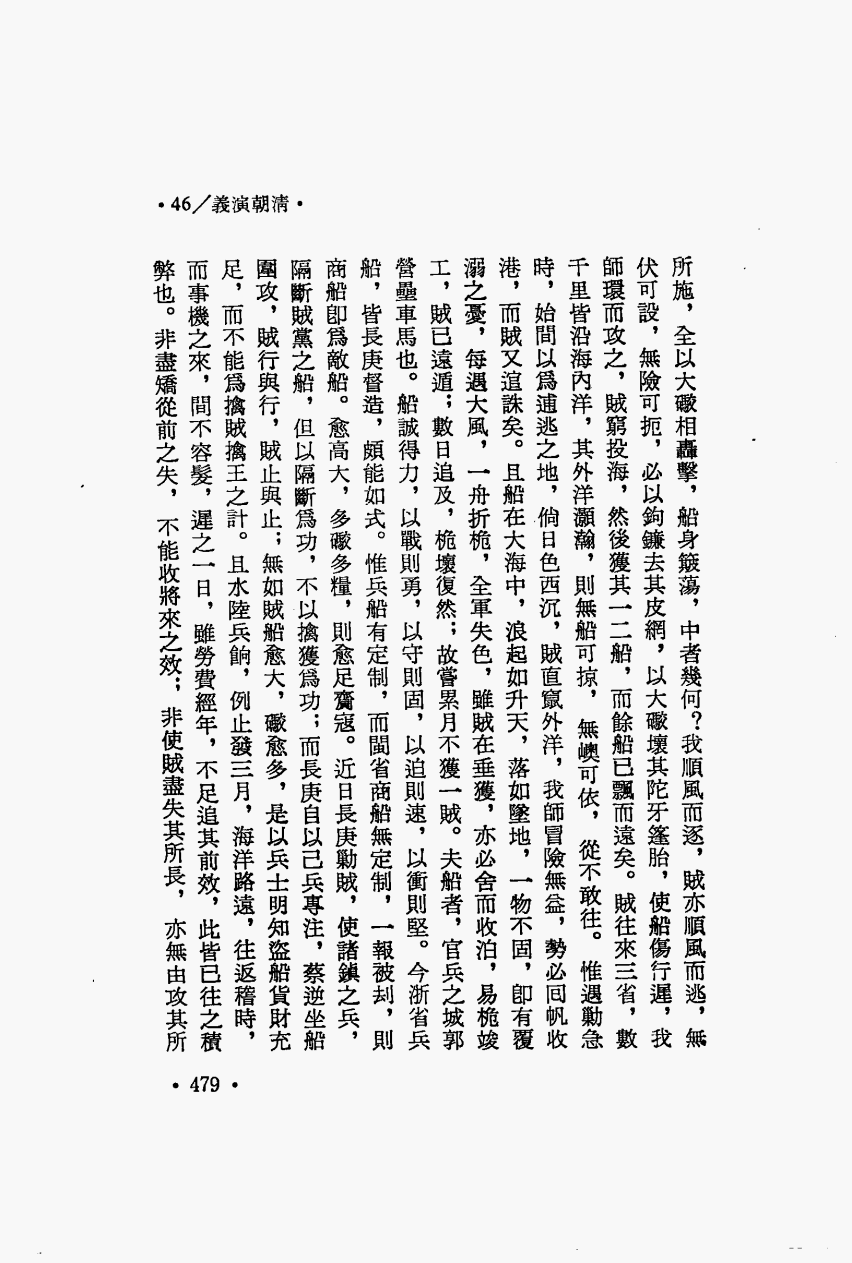 •46／義演朝清•
所施，全以大礮相轟擊，船身簸蕩，中者幾何？我順風而逐，賊亦順風而逃，無
伏可設，無險可扼，必以鉤鐮去其皮網，以大礮壞其陀牙篷胎，使船傷行遲，我
師環而攻之，賊窮投海，然後獲其一二船，而餘船已飄而遠矣。賊往來三省，數
千里皆沿海內洋，其外洋灝瀚，則無船可掠，無嶴可依，從不敢往。惟遇勦急
時，始間以爲逋逃之地，倘日色西沉，賊直竄外洋，我師冒險無益，勢必囘帆收
港，而賊又逭誅矣。且船在大海中，浪起如升天，落如墜地，一物不固，卽有覆
溺之憂，每遇大風，一舟折桅，全軍失色，雖賊在垂獲，亦必舍而收泊，易桅竣
工，賊已遠遁；數日追及，桅壞復然；故嘗累月不獲一賊。夫船者，官兵之城郭
營壘車馬也。船誠得力，以戰則勇，以守則固，以追則速，以衝則堅。今浙省兵
船，皆長庚督造，頗能如式。惟兵船有定制，而閩省商船無定制，一報被刦，則
商船卽爲敵船。愈高大，多礮多糧，則愈足齎寇。近日長庚勦賊，使諸鎮之兵，
隔斷賊黨之船，但以隔斷爲功，不以擒獲爲功；而長庚自以己兵專注，蔡逆坐船
圍攻，賊行與行，賊止與止；無如賊船愈大，礮愈多，是以兵士明知盜船貨財充
足，而不能爲擒賊擒王之計。且水陸兵餉，例止發三月，海洋路遠，往返稽時，
而事機之來，間不容髮，遲之一日，雖勞費經年，不足追其前效，此皆已往之積
弊也。非盡矯從前之失，不能收將來之效；非使賊盡失其所長，亦無由攻其所
•479•